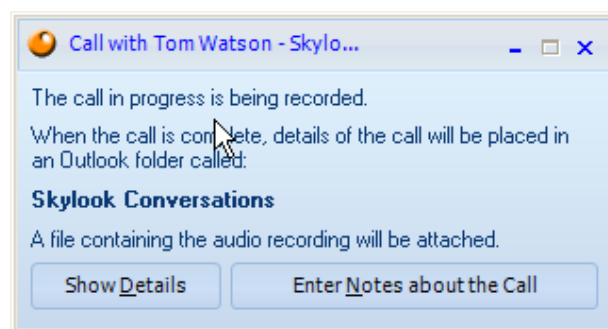 Call with Tom Watson - Skylo...
The call in progress is being recorded.
When the call is complete, details of the call will be placed in
an Outlook folder called:
Skylook Conversations
A file containing the audio recording will be attached.
Show Details
Enter Notes about the Call